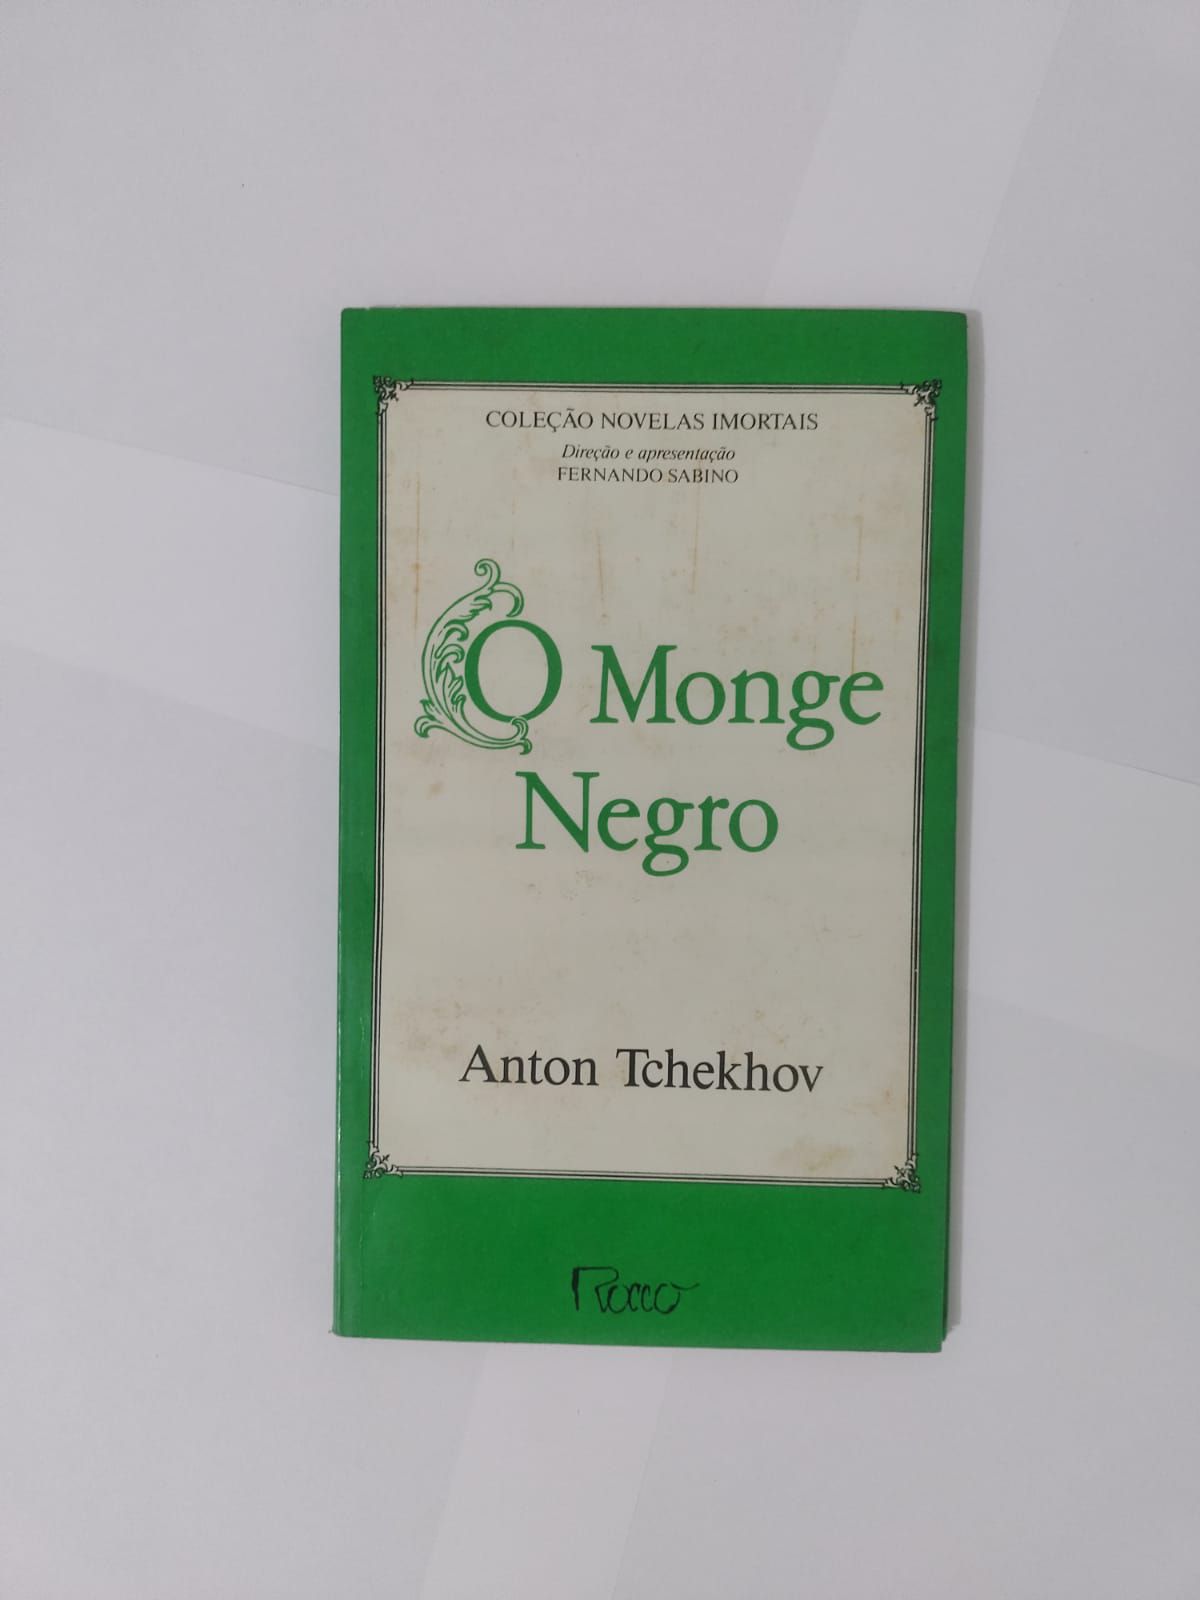 COLEÇÃO NOVELAS IMORTAIS
Direção e apresentação
FERNANDO SABINO
O Monge
Negro
Anton Tchekhov
Rocco